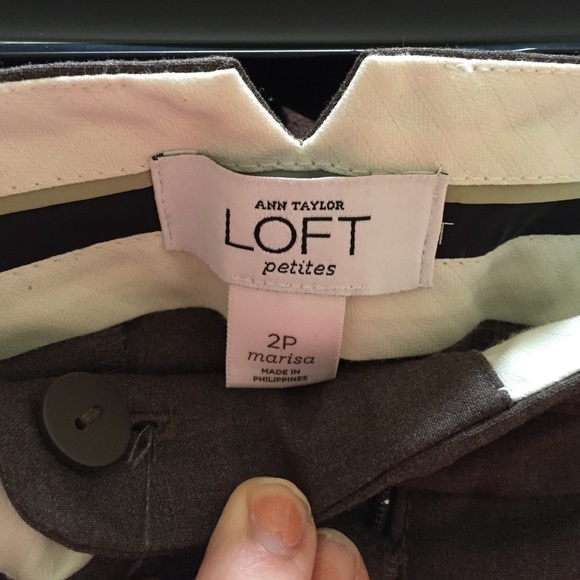 ANN TAYLOR
LOFT
petites
2P
marisa
MADE IN
PHILIPPINES